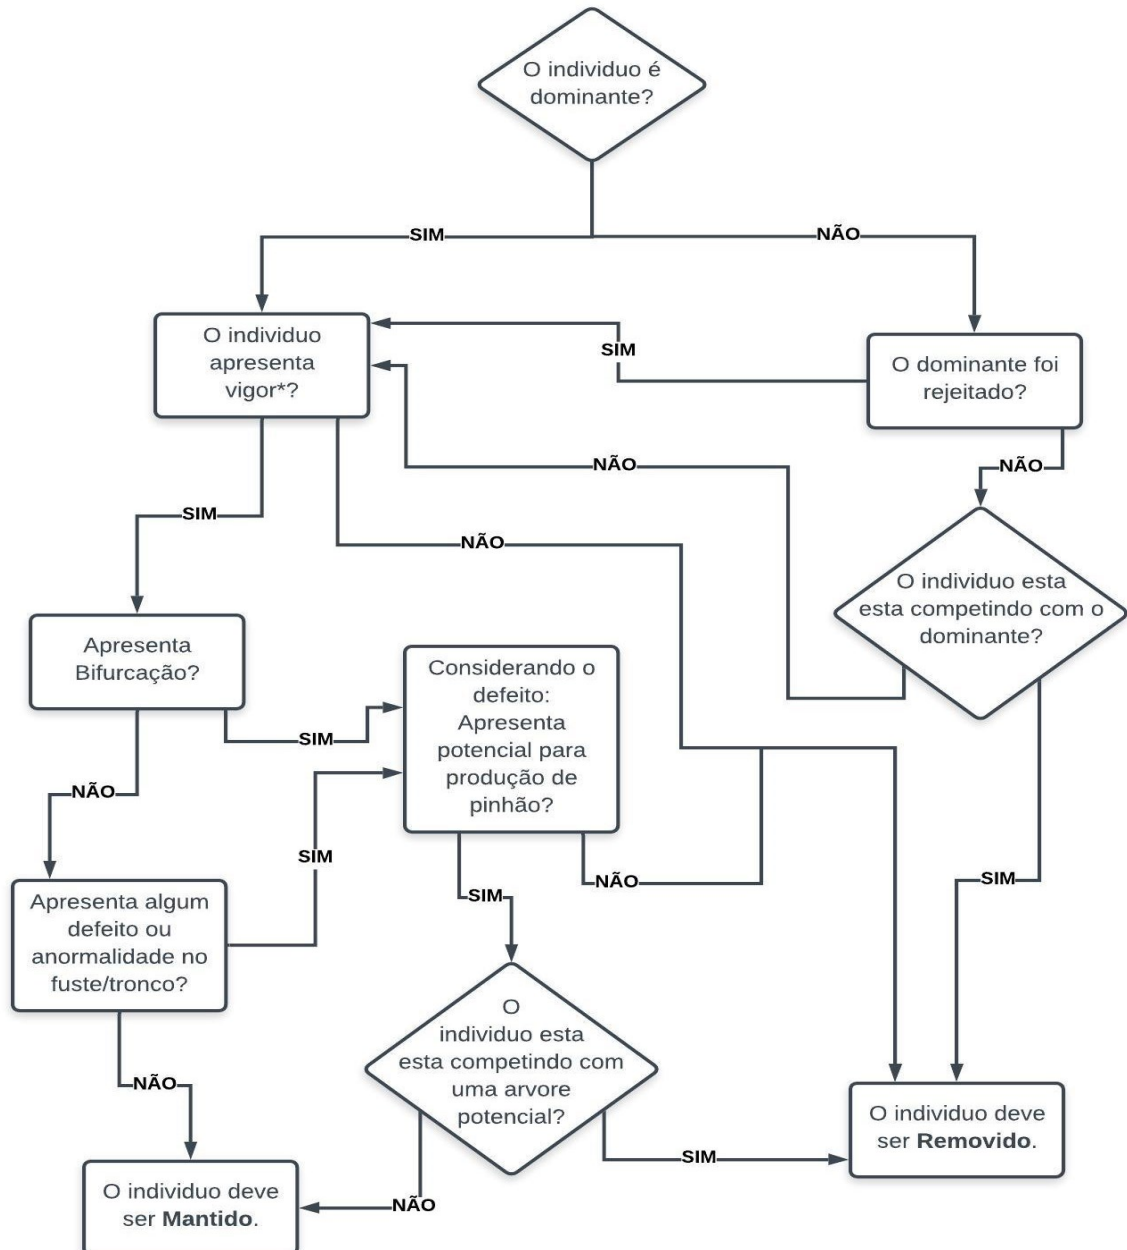 O individuo é
dominante?
SIM
NÃO
O individuo
apresenta
vigor*?
SIM
O dominante foi
rejeitado?
NÃO
NÃO
SIM
NÃO
O individuo esta
esta competindo com o
dominante?
Apresenta
Bifurcação?
Considerando o
defeito:
Apresenta
potencial para
produção de
pinhão?
SIM
NÃO
SIM
SIM
NÃO
SIM
Apresenta algum
defeito ou
anormalidade no
fuste/tronco?
O
individuo esta
esta competindo com
uma arvore
potencial?
NÃO
O individuo deve
ser Removido.
SIM
O individuo deve
ser Mantido.
NÃO